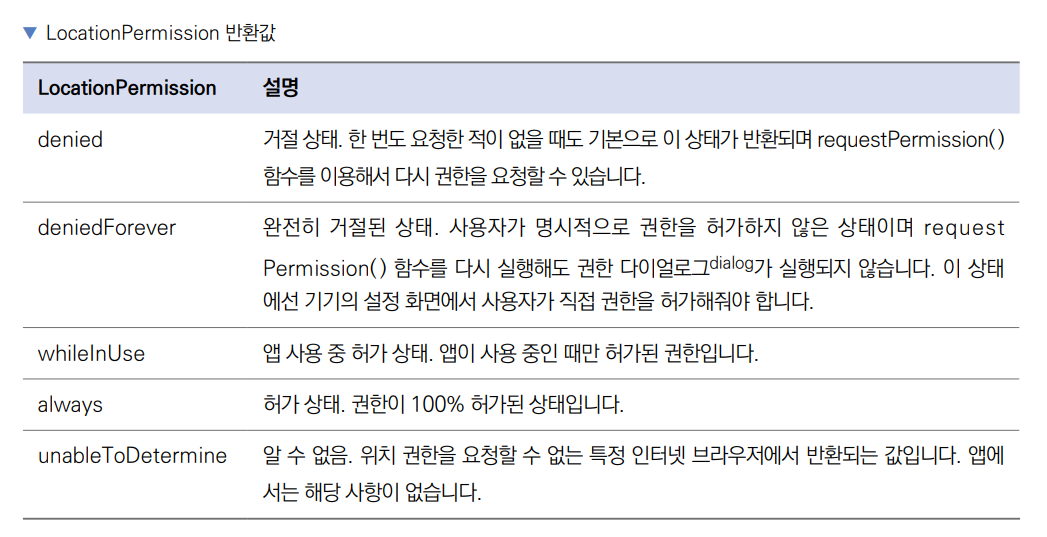 ▼ LocationPermission 반환값
LocationPermission 설명
denied 거절 상태. 한 번도 요청한 적이 없을 때도 기본으로 이 상태가 반환되며 requestPermission()
함수를 이용해서 다시 권한을 요청할 수 있습니다.
deniedForever 완전히 거절된 상태. 사용자가 명시적으로 권한을 허가하지 않은 상태이며 request
Permission() 함수를 다시 실행해도 권한 다이얼로그dialog가 실행되지 않습니다. 이 상태
에선 기기의 설정 화면에서 사용자가 직접 권한을 허가해줘야 합니다.
whileInUse 앱 사용 중 허가 상태. 앱이 사용 중인 때만 허가된 권한입니다.
always 허가 상태. 권한이 100% 허가된 상태입니다.
unableToDetermine 알 수 없음. 위치 권한을 요청할 수 없는 특정 인터넷 브라우저에서 반환되는 값입니다. 앱에
서는 해당 사항이 없습니다.